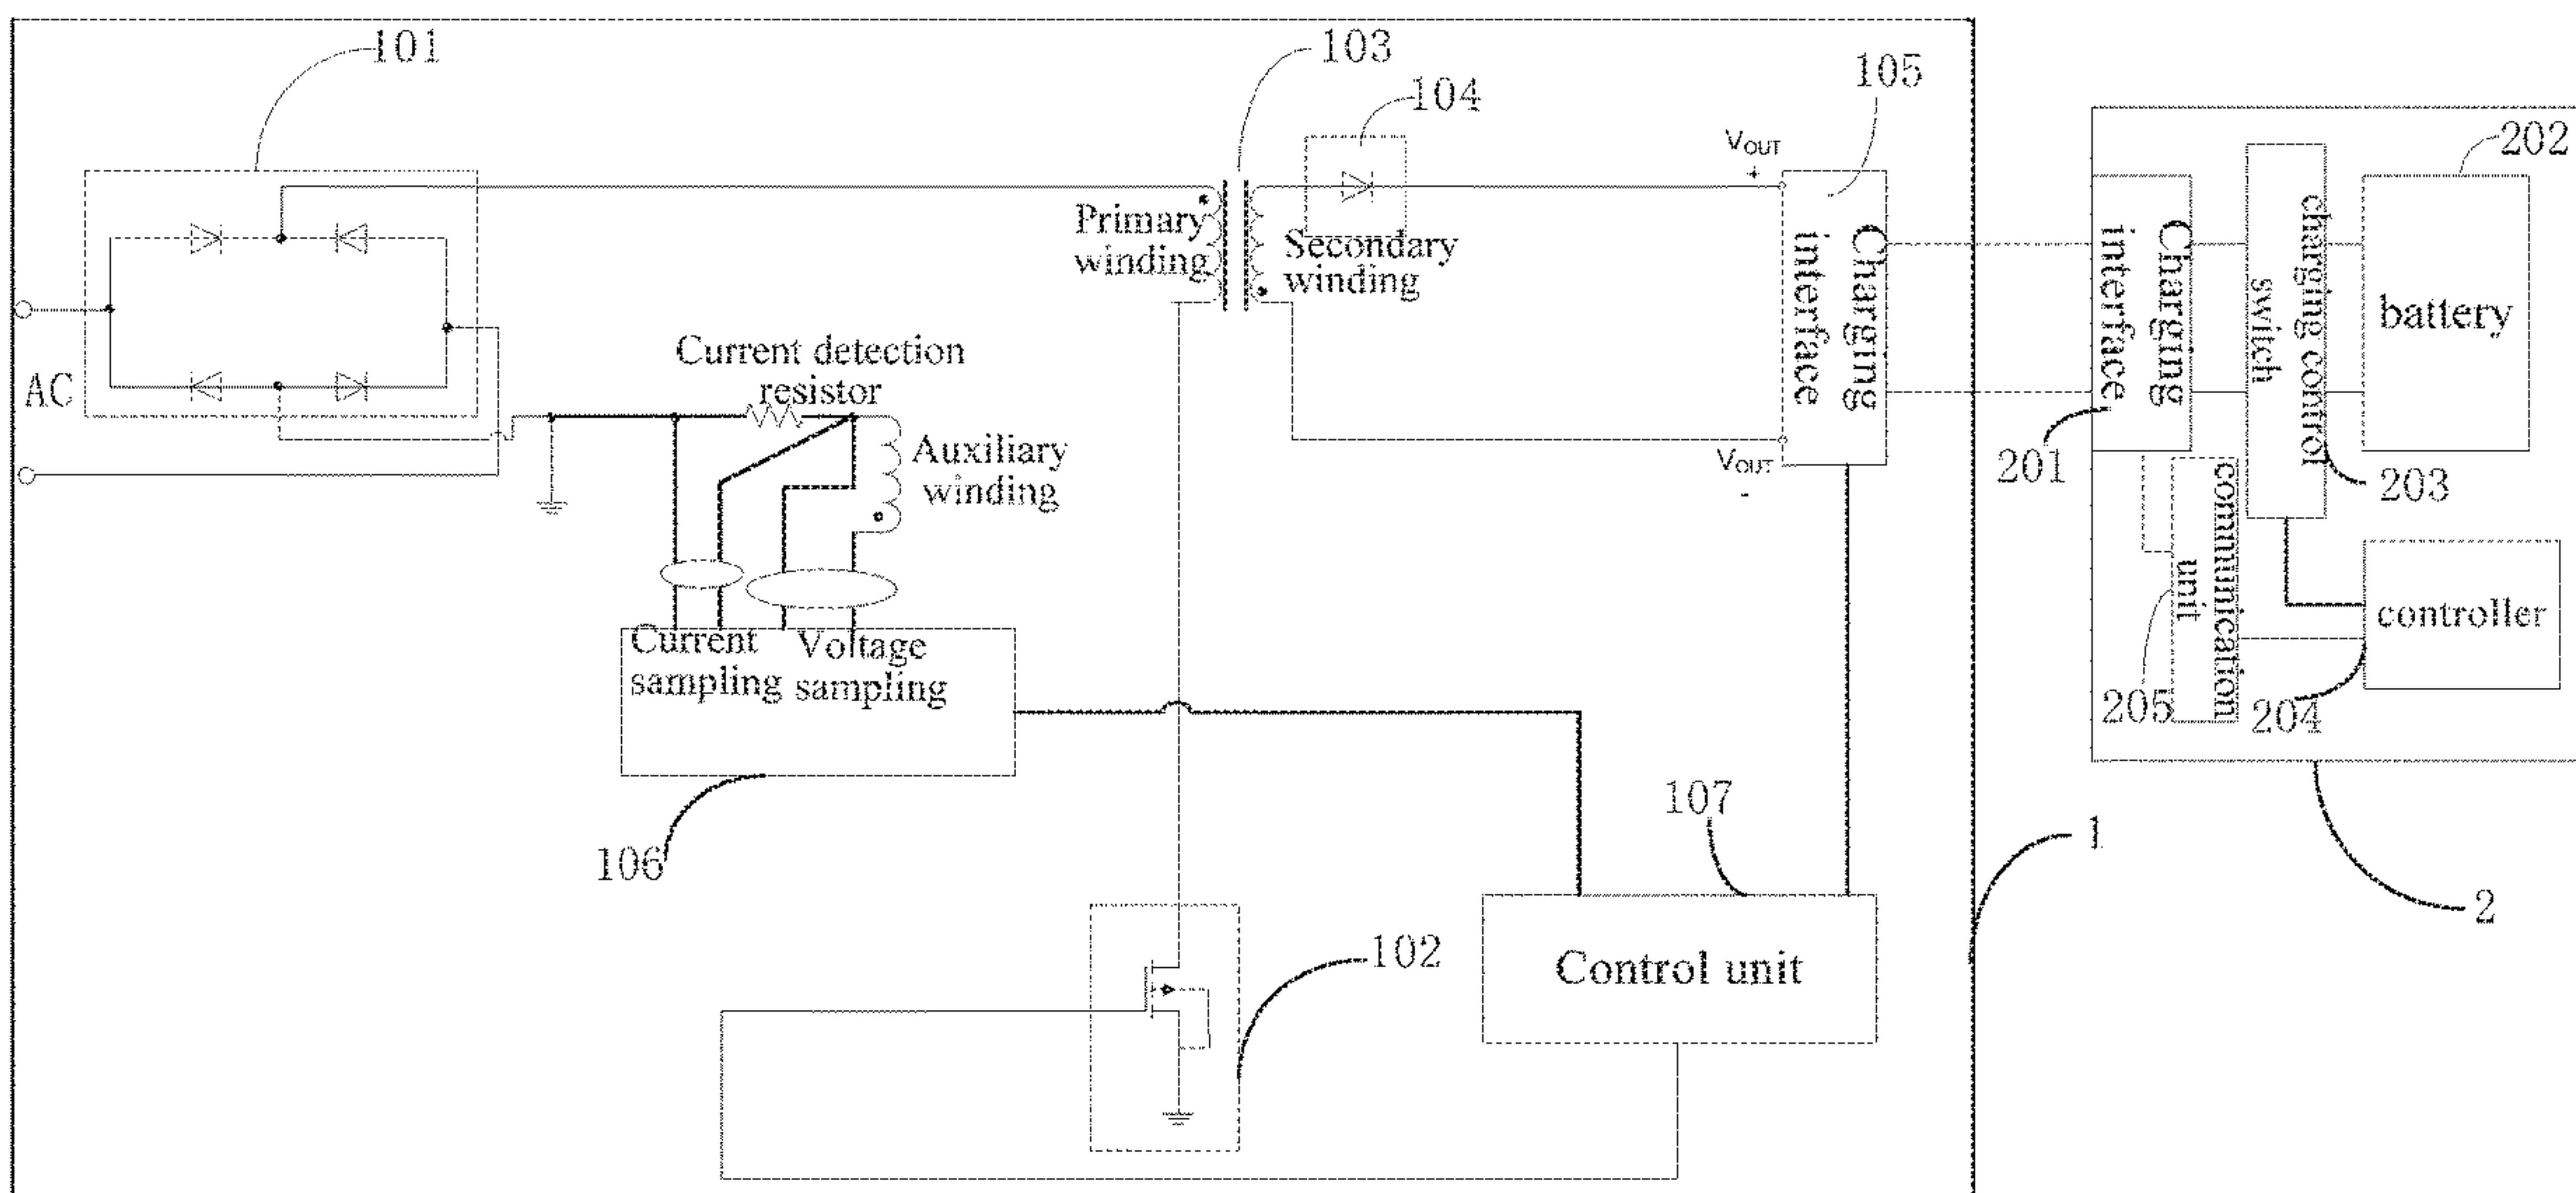 101
103
104
105
V_OUT
+
202
Primary
winding
Secondary
winding
Charging
interface
Charging
interface
charging control
switch
battery
AC
Current detection
resistor
Auxiliary
winding
V_OUT
-
201
203
communication
unit
controller
Current
sampling
Voltage
sampling
205
204
107
106
1
2
102
Control unit